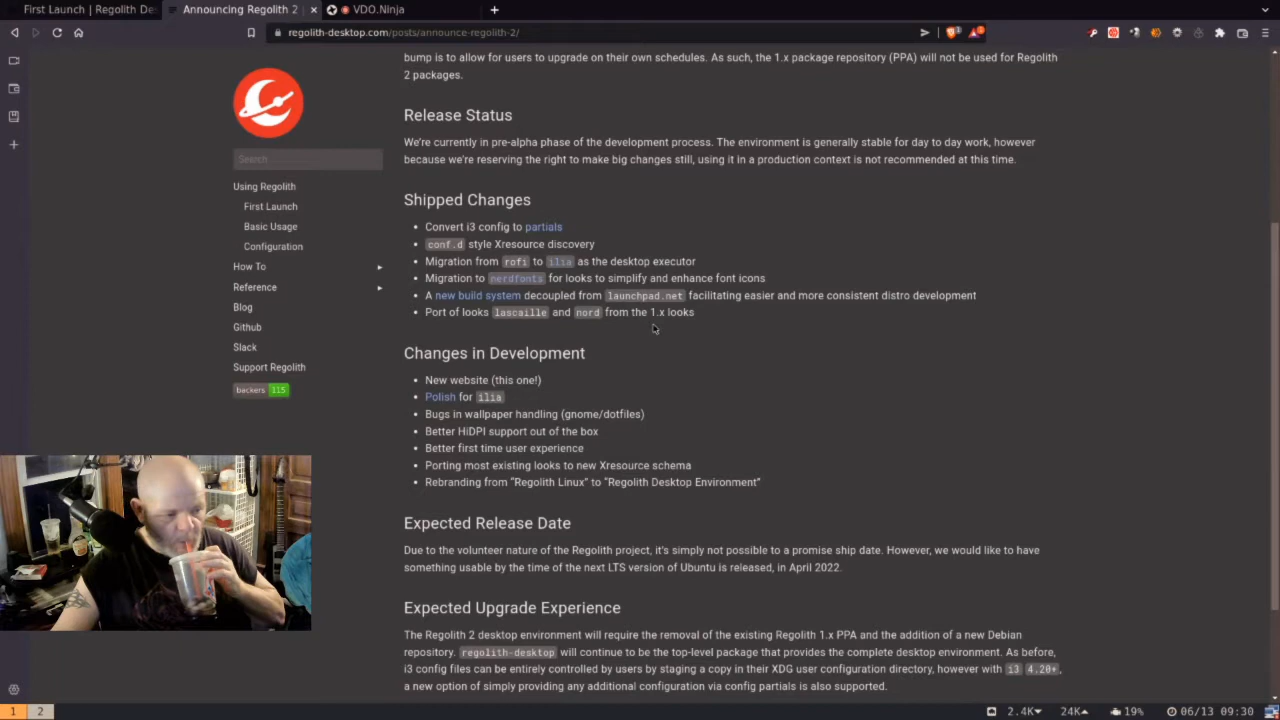 First Launch | Regolith De
Announcing Regolith 2
VDO.Ninja
regolith-desktop.com/posts/announce-regolith-2/
bump is to allow for users to upgrade on their own schedules. As such, the 1.x package repository (PPA) will not be used for Regolith
2 packages.
Search
Using Regolith
First Launch
Basic Usage
Configuration
How To
Reference
Blog
Github
Slack
Support Regolith
backers 115
Release Status
We're currently in pre-alpha phase of the development process. The environment is generally stable for day to day work, however
because we're reserving the right to make big changes still, using it in a production context is not recommended at this time.
Shipped Changes
Convert i3 config to partials
conf.d style Xresource discovery
Migration from rofi to ilia as the desktop executor
Migration to nerdfonts for looks to simplify and enhance font icons
A new build system decoupled from launchpad.net facilitating easier and more consistent distro development
Port of looks lascaille and nord from the 1.x looks
Changes in Development
New website (this one!)
Polish for ilia
Bugs in wallpaper handling (gnome/dotfiles)
Better HiDPI support out of the box
Better first time user experience
Porting most existing looks to new Xresource schema
Rebranding from “Regolith Linux” to “Regolith Desktop Environment”
Expected Release Date
Due to the volunteer nature of the Regolith project, it's simply not possible to a promise ship date. However, we would like to have
something usable by the time of the next LTS version of Ubuntu is released, in April 2022.
Expected Upgrade Experience
The Regolith 2 desktop environment will require the removal of the existing Regolith 1.x PPA and the addition of a new Debian
repository. regolith-desktop will continue to be the top-level package that provides the complete desktop environment. As before,
i3 config files can be entirely controlled by users by staging a copy in their XDG user configuration directory, however with i3 4.20+,
a new option of simply providing any additional configuration via config partials is also supported.
1 2
2.4K 24K 19% 06/13 09:30